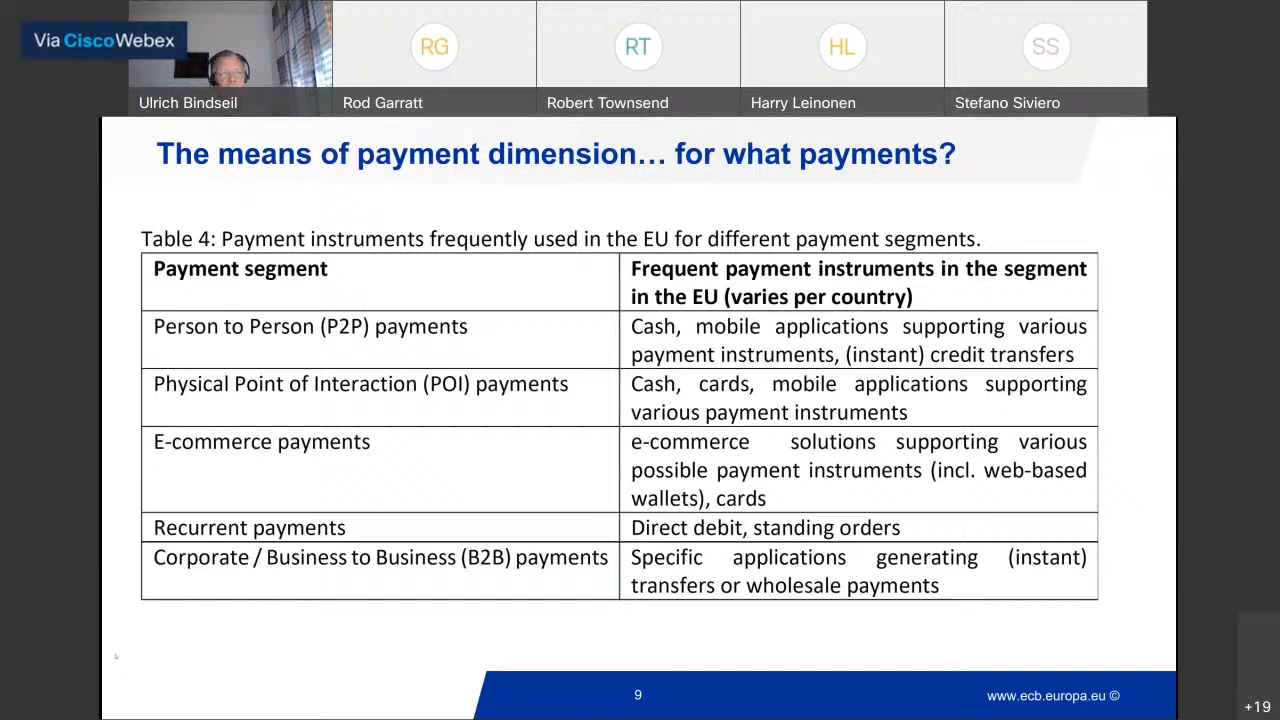 Via Cisco Webex
RG
RT
HL
SS
Ulrich Bindseil
Rod Garratt
Robert Townsend
Harry Leinonen
Stefano Siviero
The means of payment dimension… for what payments?
Table 4: Payment instruments frequently used in the EU for different payment segments.
Payment segment
Frequent payment instruments in the segment
in the EU (varies per country)
Person to Person (P2P) payments
Cash, mobile applications supporting various
payment instruments, (instant) credit transfers
Physical Point of Interaction (POI) payments
Cash, cards, mobile applications supporting
various payment instruments
E-commerce payments
e-commerce solutions supporting various
possible payment instruments (incl. web-based
wallets), cards
Recurrent payments
Direct debit, standing orders
Corporate / Business to Business (B2B) payments
Specific applications generating (instant)
transfers or wholesale payments
9
www.ecb.europa.eu ©
+19